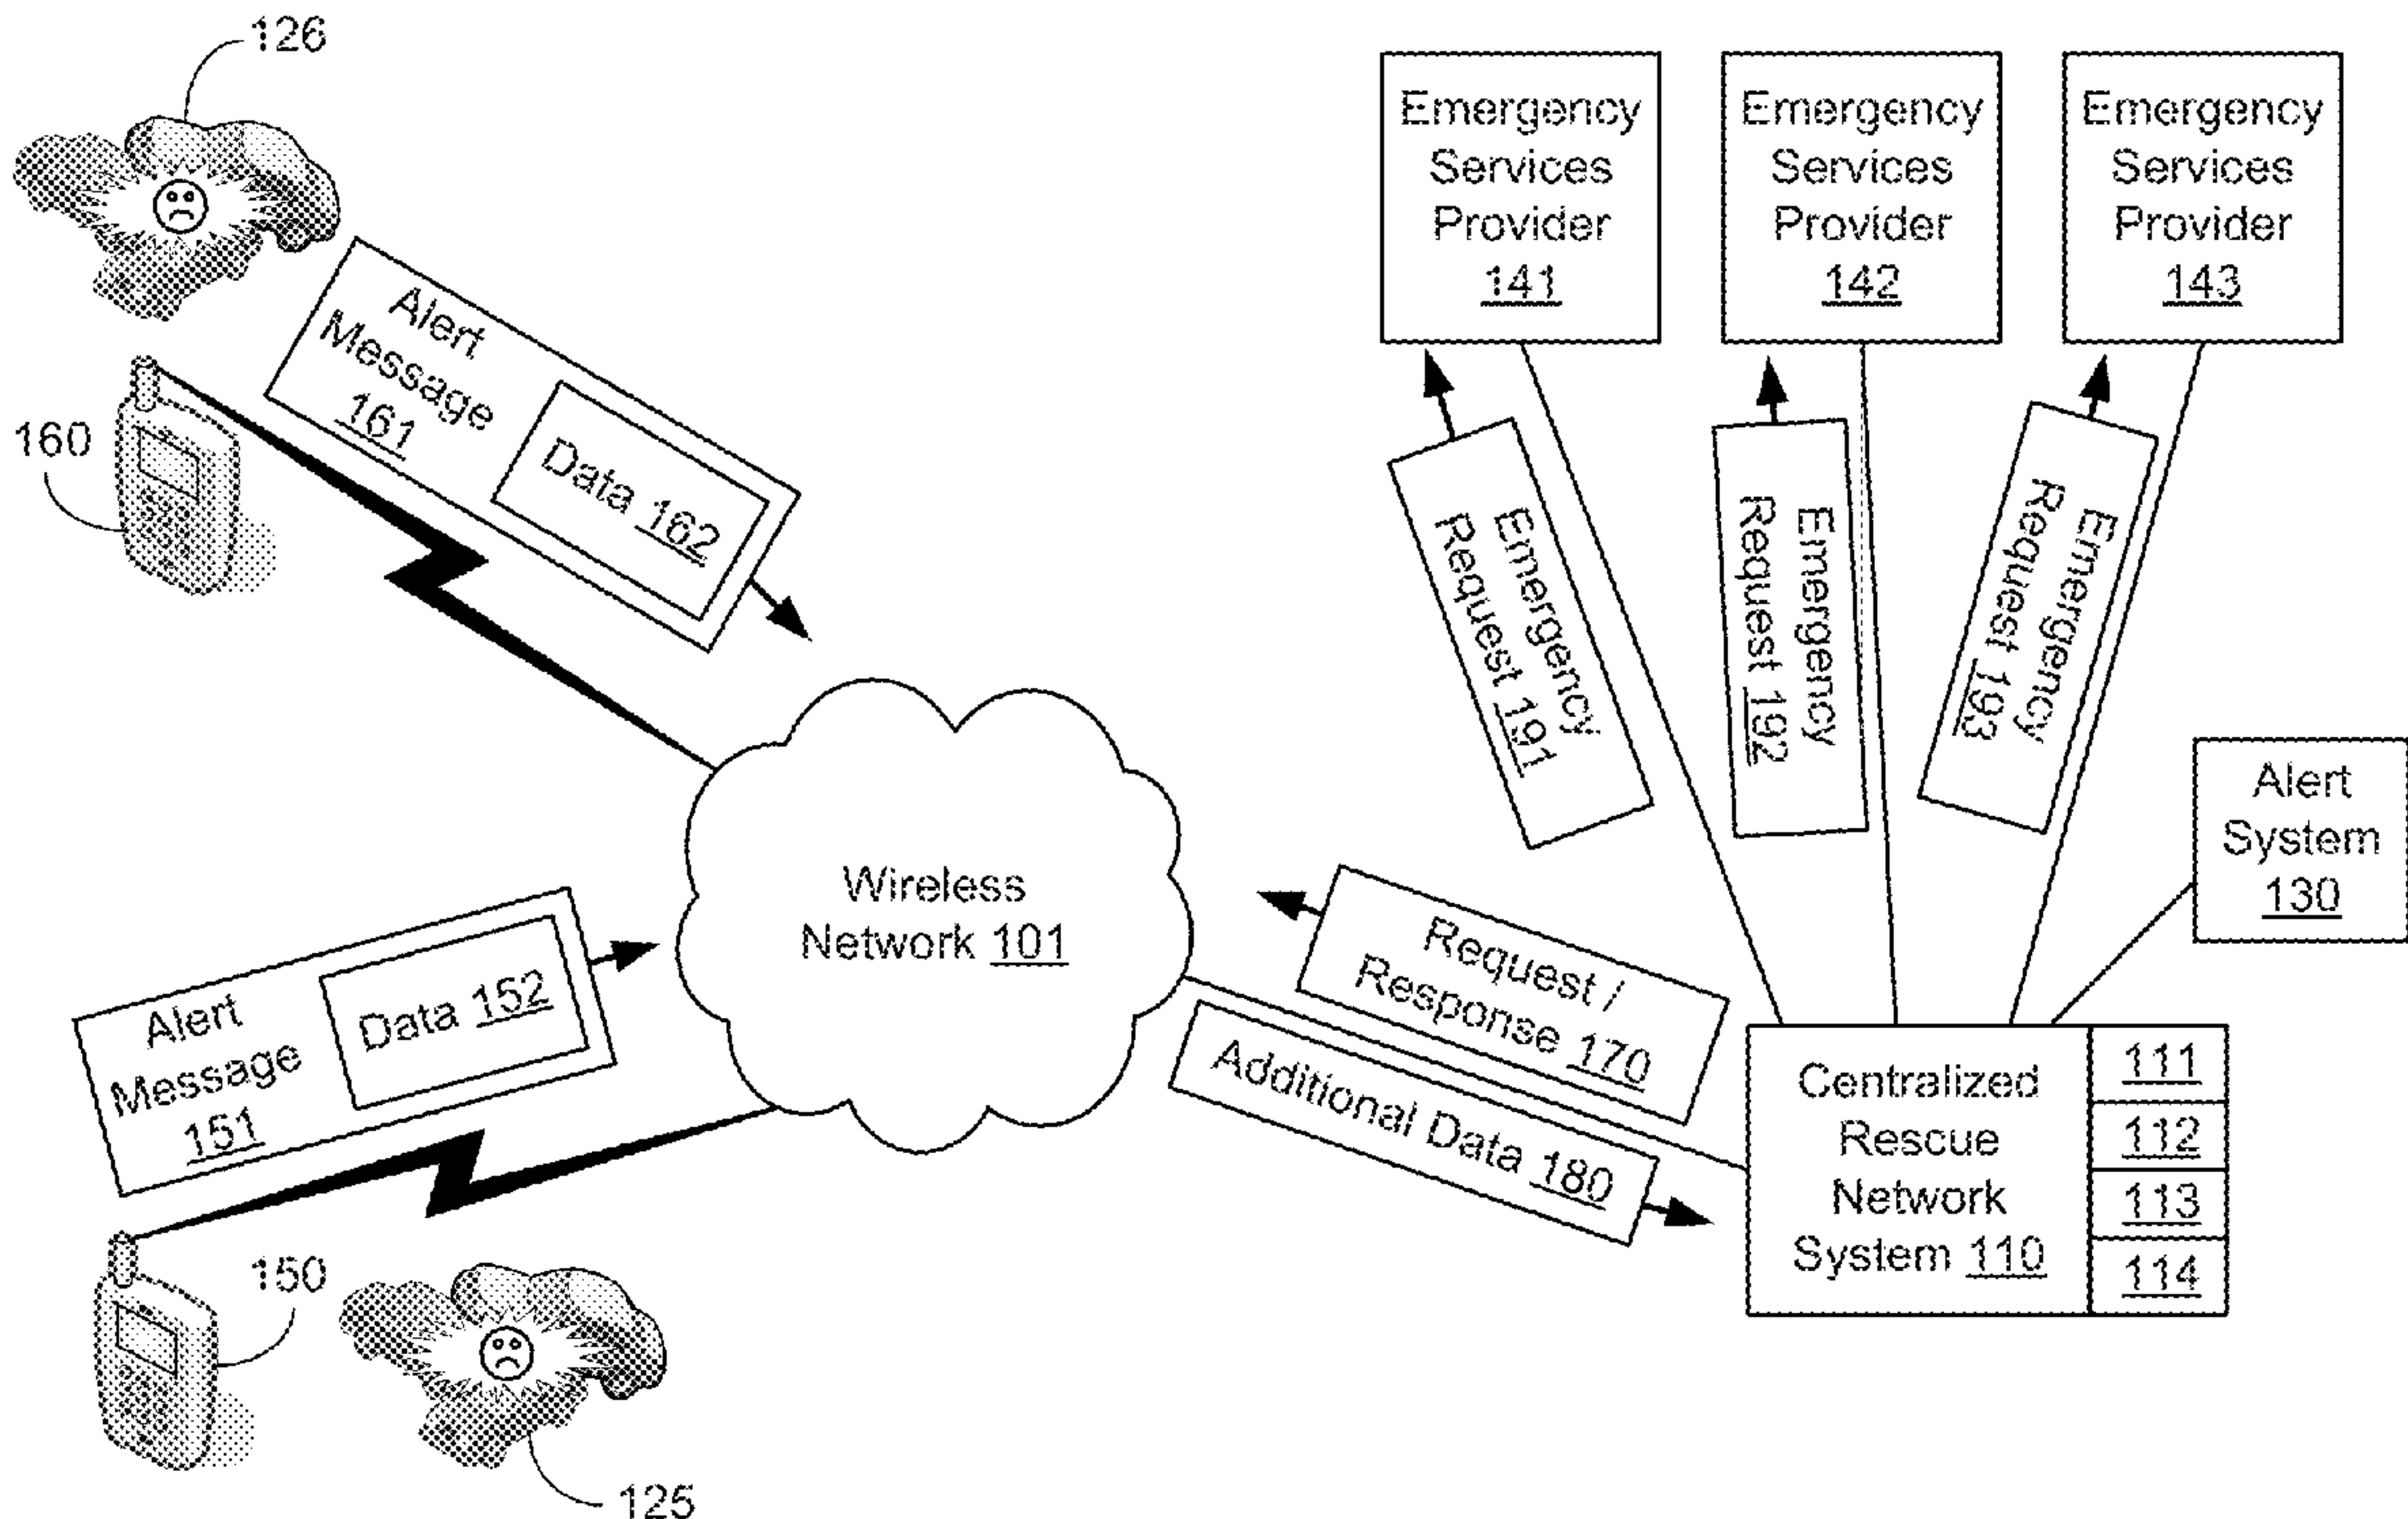 126
Emergency
Services
Provider
141
Emergency
Services
Provider
142
Emergency
Services
Provider
143
Alert
Message
161
Data 162
160
Emergency
Request 191
Emergency
Request 192
Emergency
Request 193
Alert
System
130
Wireless
Network 101
Request /
Response 170
Additional Data 180
Alert
Message
151
Data 152
Centralized
Rescue
Network
System 110
111
112
113
114
150
125